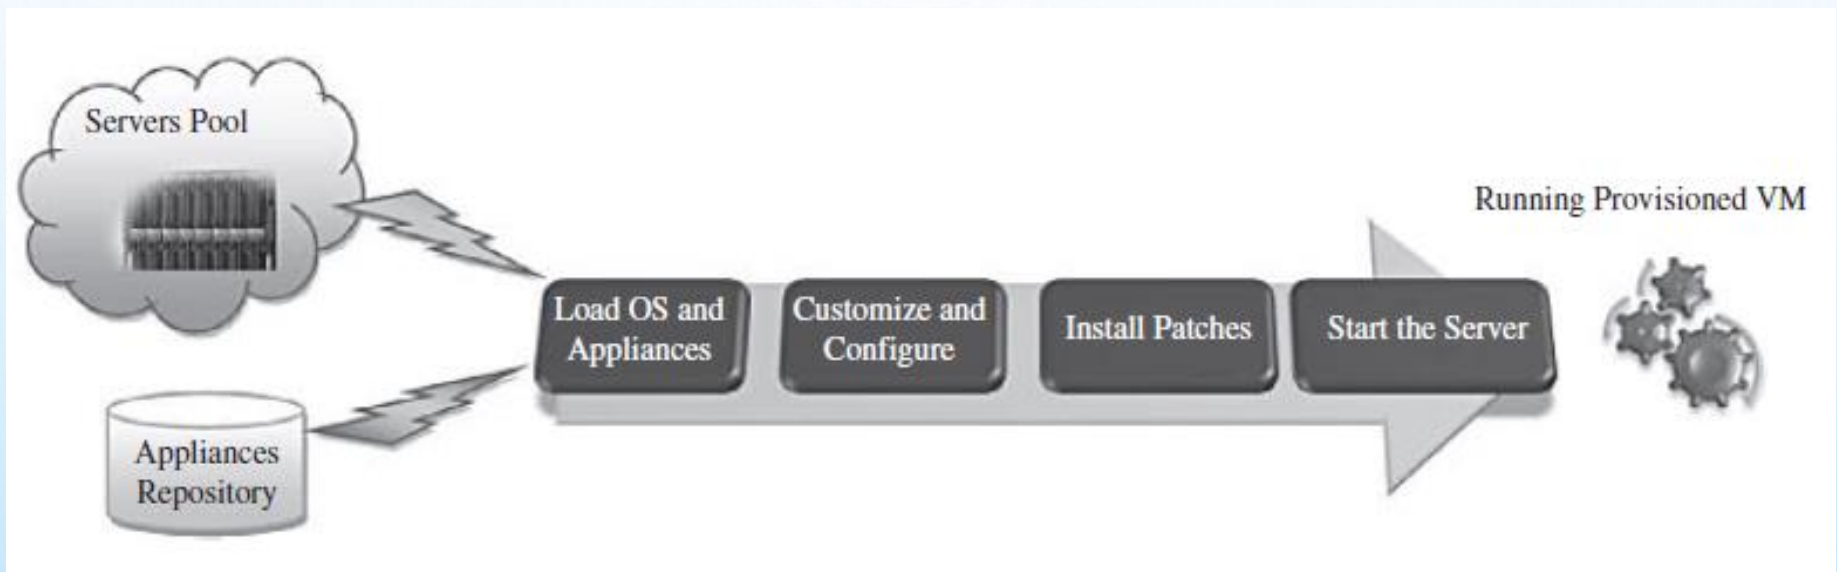 Servers Pool
Appliances
Repository
Load OS and
Appliances
Customize and
Configure
Install Patches
Start the Server
Running Provisioned VM